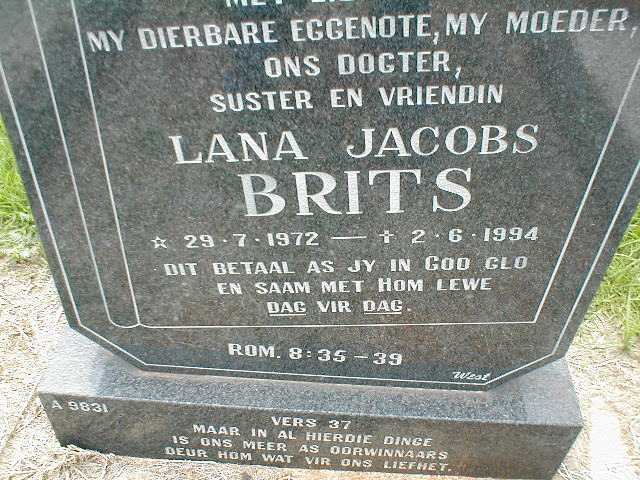 MY DIERBARE EGGENOTE, MY MOEDER,
ONS DOGTER,
SUSTER EN VRIENDIN
LANA JACOBS
BRITS
☆ 29 · 7 · 1972 — ✝ 2 · 6 · 1994
DIT BETAAL AS JY IN GOD GLO
EN SAAM MET HOM LEWE
DAG VIR DAG.
ROM. 8:35 – 39
West
A 9631
VERS 37
MAAR IN AL HIERDIE DINGE
IS ONS MEER AS OORWINNAARS
DEUR HOM WAT VIR ONS LIEFHET.